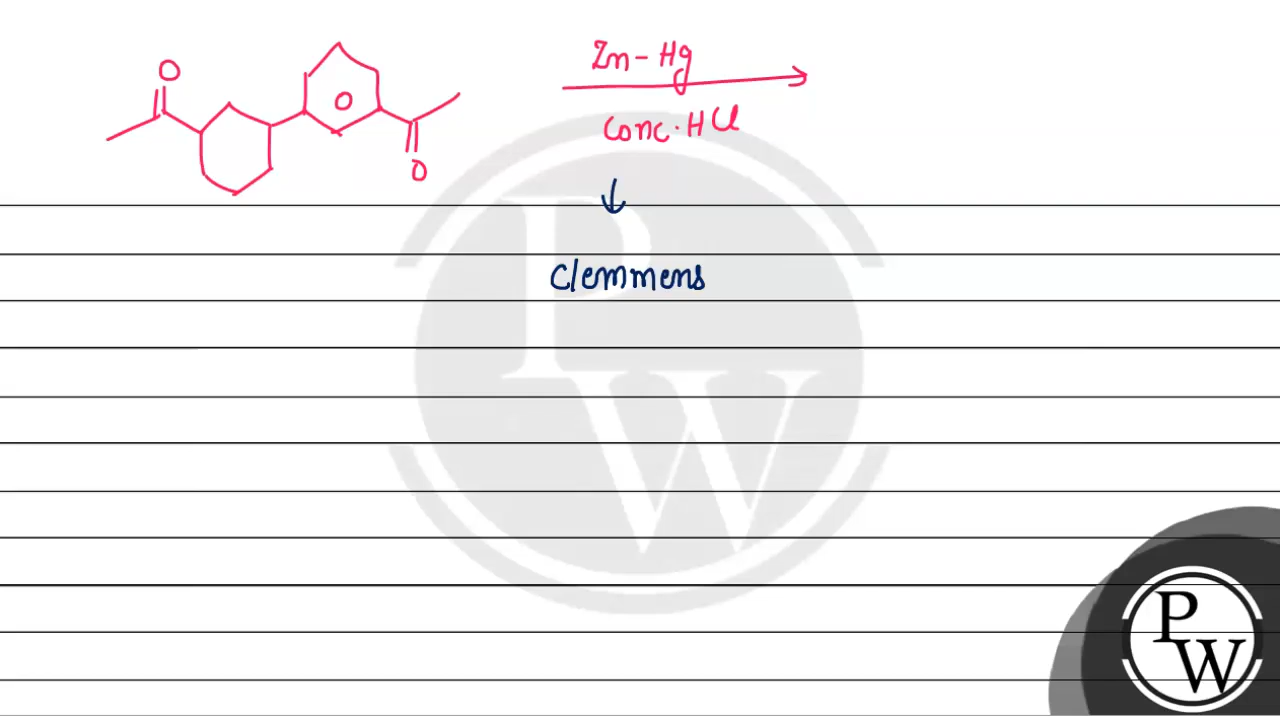 O
O
O
Zn-Hg
Conc. HCl
↓
Clemmens
P
W
P
W